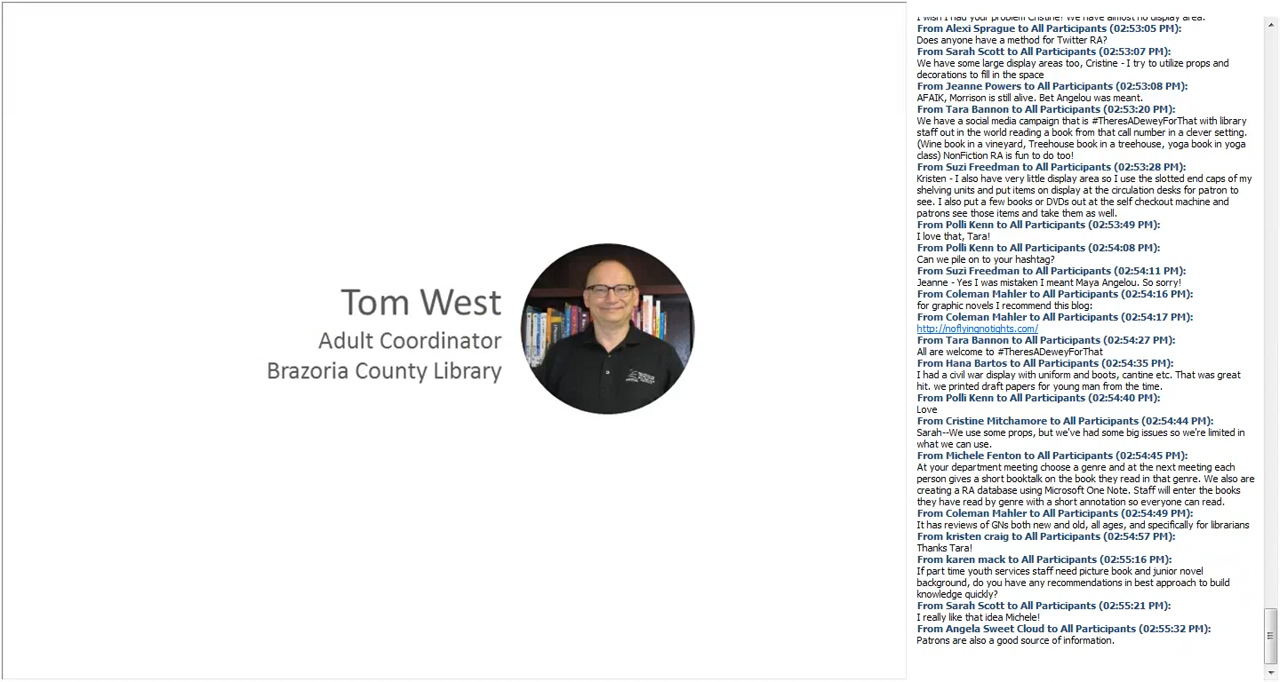 Tom West
Adult Coordinator
Brazoria County Library
I wish I had your problem Cristine! We have almost no display area.
From Alexi Sprague to All Participants (02:53:05 PM):
Does anyone have a method for Twitter RA?
From Sarah Scott to All Participants (02:53:07 PM):
We have some large display areas too, Cristine - I try to utilize props and
decorations to fill in the space
From Jeanne Powers to All Participants (02:53:08 PM):
AFAIK, Morrison is still alive. Bet Angelou was meant.
From Tara Bannon to All Participants (02:53:20 PM):
We have a social media campaign that is #TheresADeweyForThat with library
staff out in the world reading a book from that call number in a clever setting.
(Wine book in a vineyard, Treehouse book in a treehouse, yoga book in yoga
class) NonFiction RA is fun to do too!
From Suzi Freedman to All Participants (02:53:28 PM):
Kristen - I also have very little display area so I use the slotted end caps of my
shelving units and put items on display at the circulation desks for patron to
see. I also put a few books or DVDs out at the self checkout machine and
patrons see those items and take them as well.
From Polli Kenn to All Participants (02:53:49 PM):
I love that, Tara!
From Polli Kenn to All Participants (02:54:08 PM):
Can we pile on to your hashtag?
From Suzi Freedman to All Participants (02:54:11 PM):
Jeanne - Yes I was mistaken I meant Maya Angelou. So sorry!
From Coleman Mahler to All Participants (02:54:16 PM):
for graphic novels I recommend this blog:
From Coleman Mahler to All Participants (02:54:17 PM):
http://noflyingnotights.com/
From Tara Bannon to All Participants (02:54:27 PM):
All are welcome to #TheresADeweyForThat
From Hana Bartos to All Participants (02:54:35 PM):
I had a civil war display with uniform and boots, cantine etc. That was great
hit. we printed draft papers for young man from the time.
From Polli Kenn to All Participants (02:54:40 PM):
Love
From Cristine Mitchamore to All Participants (02:54:44 PM):
Sarah--We use some props, but we've had some big issues so we're limited in
what we can use.
From Michele Fenton to All Participants (02:54:45 PM):
At your department meeting choose a genre and at the next meeting each
person gives a short booktalk on the book they read in that genre. We also are
creating a RA database using Microsoft One Note. Staff will enter the books
they have read by genre with a short annotation so everyone can read.
From Coleman Mahler to All Participants (02:54:49 PM):
It has reviews of GNs both new and old, all ages, and specifically for librarians
From kristen craig to All Participants (02:54:57 PM):
Thanks Tara!
From karen mack to All Participants (02:55:16 PM):
If part time youth services staff need picture book and junior novel
background, do you have any recommendations in best approach to build
knowledge quickly?
From Sarah Scott to All Participants (02:55:21 PM):
I really like that idea Michele!
From Angela Sweet Cloud to All Participants (02:55:32 PM):
Patrons are also a good source of information.